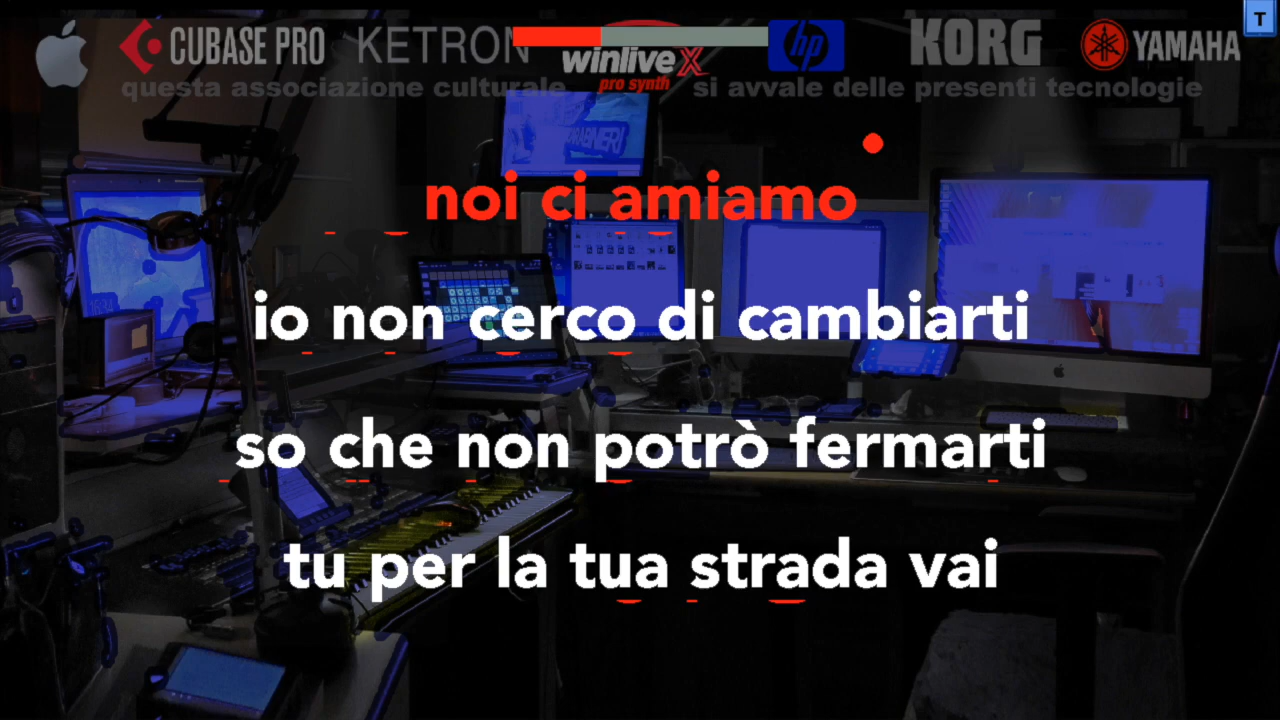 T
CUBASE PRO KETRON winlive X pro synth hp KORG YAMAHA
questa associazione culturale si avvale delle presenti tecnologie
noi ci amiamo
io non cerco di cambiarti
so che non potrò fermarti
tu per la tua strada vai